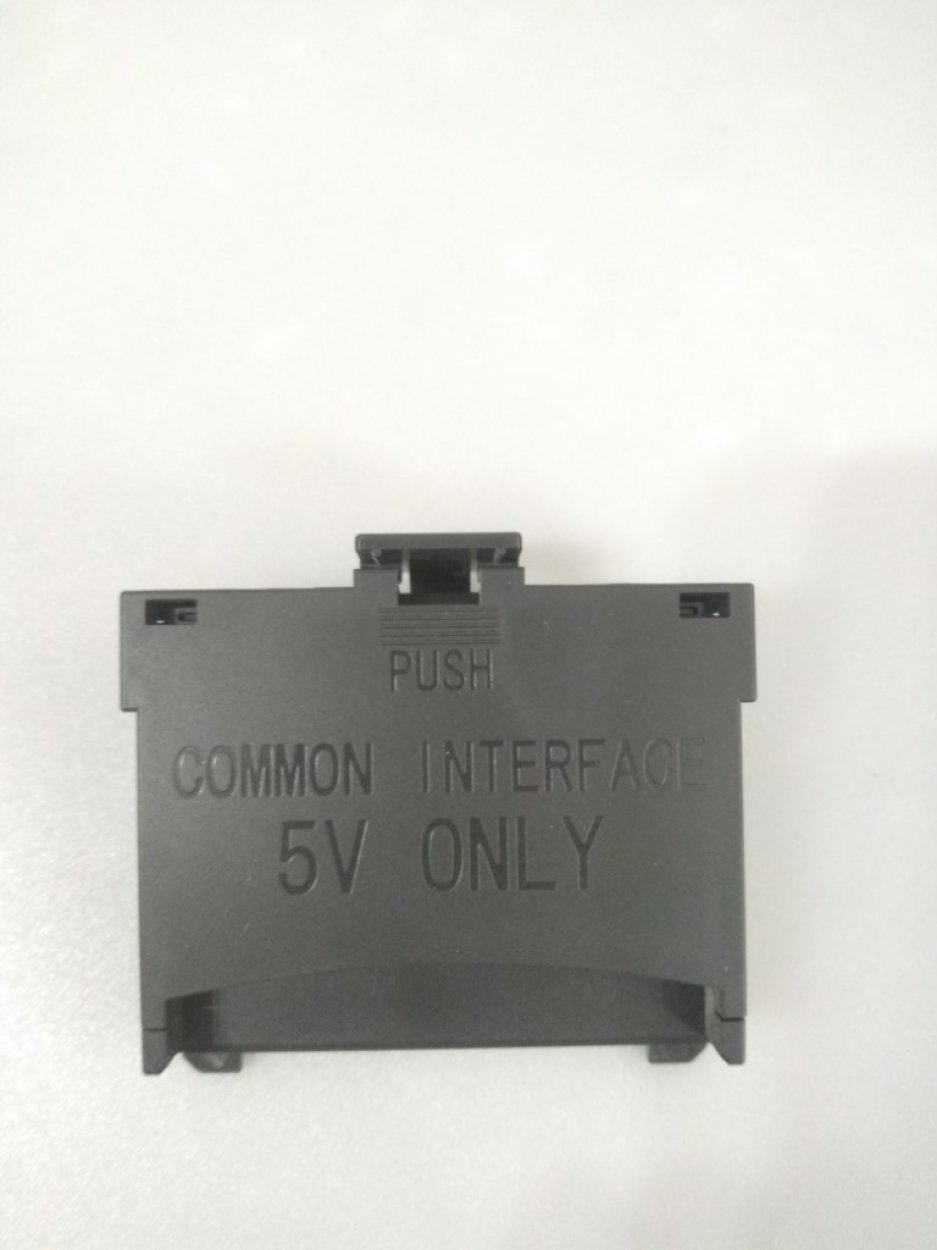 PUSH
COMMON INTERFACE
5V ONLY